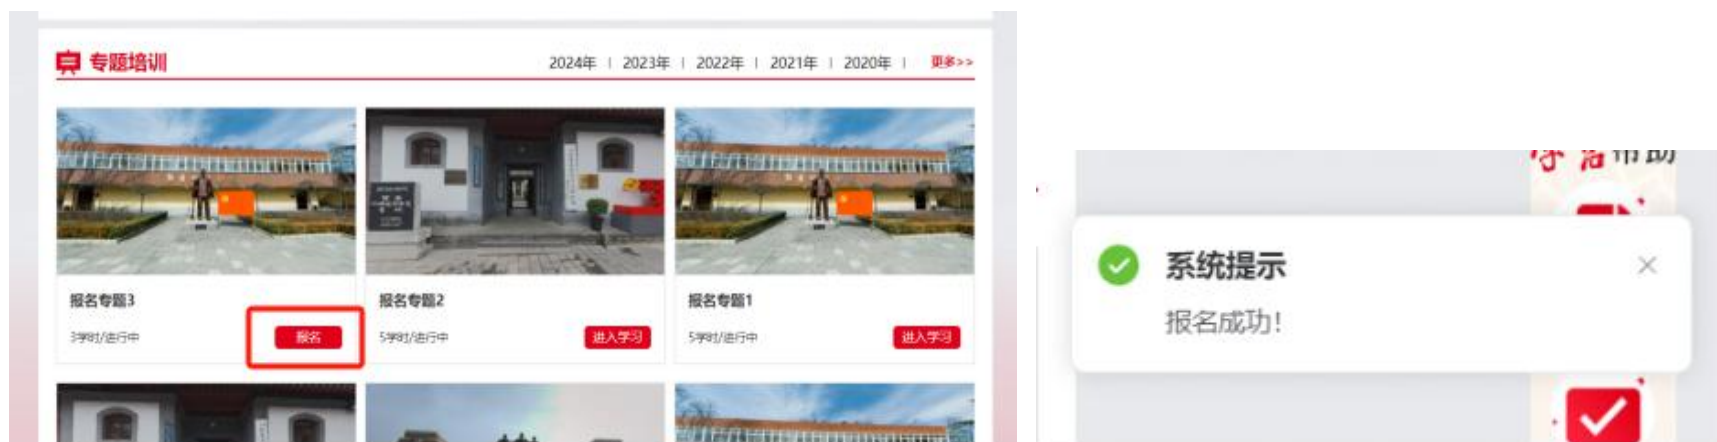 专题培训
2024年 | 2023年 | 2022年 | 2021年 | 2020年 | 更多>>
报名专题3
3学时/进行中
报名
报名专题2
5学时/进行中
进入学习
报名专题1
5学时/进行中
进入学习
学习帮助
系统提示
报名成功！